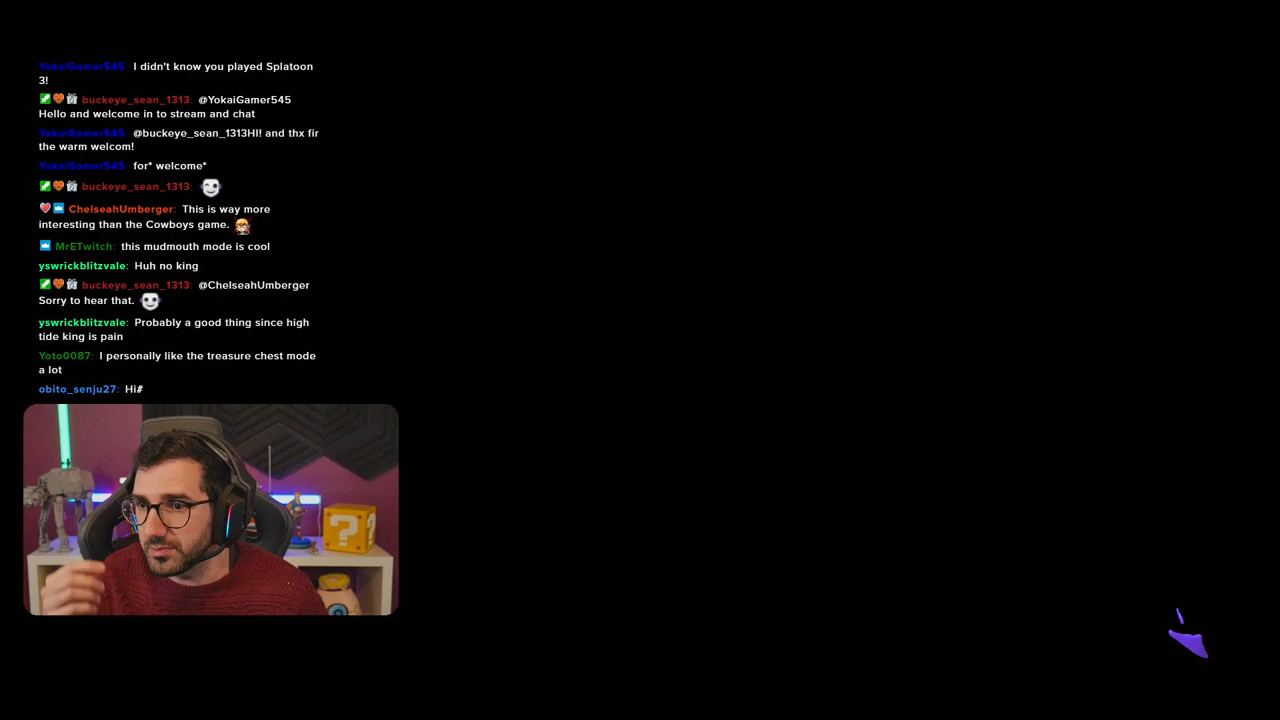 YokaiGamer545 I didn't know you played Splatoon
3!
buckeye_sean_1313: @YokaiGamer545
Hello and welcome in to stream and chat
YokaiGamer545 @buckeye_sean_1313HI! and thx fir
the warm welcom!
YokaiGamer545 for* welcome*
buckeye_sean_1313:
ChelseahUmberger: This is way more
interesting than the Cowboys game.
MrETwitch: this mudmouth mode is cool
yswrickblitzvale: Huh no king
buckeye_sean_1313: @ChelseahUmberger
Sorry to hear that.
yswrickblitzvale: Probably a good thing since high
tide king is pain
Yoto0087: I personally like the treasure chest mode
a lot
obito_senju27: Hi#
?